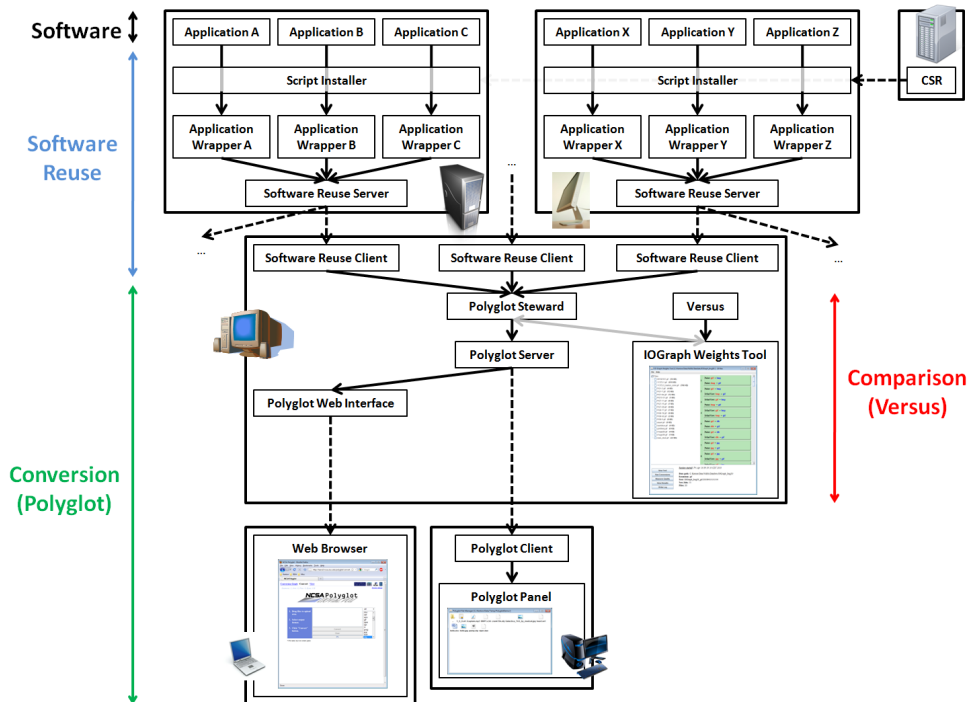 Software
Application A
Application B
Application C
Application X
Application Y
Application Z
Script Installer
Script Installer
CSR
Software
Reuse
Application
Wrapper A
Application
Wrapper B
Application
Wrapper C
Application
Wrapper X
Application
Wrapper Y
Application
Wrapper Z
...
Software Reuse Server
Software Reuse Server
...
...
Software Reuse Client
Software Reuse Client
Software Reuse Client
Polyglot Steward
Versus
Polyglot Server
IOGraph Weights Tool
Polyglot Web Interface
Comparison
(Versus)
Conversion
(Polyglot)
Web Browser
NCSA Polyglot
Polyglot Client
Polyglot Panel